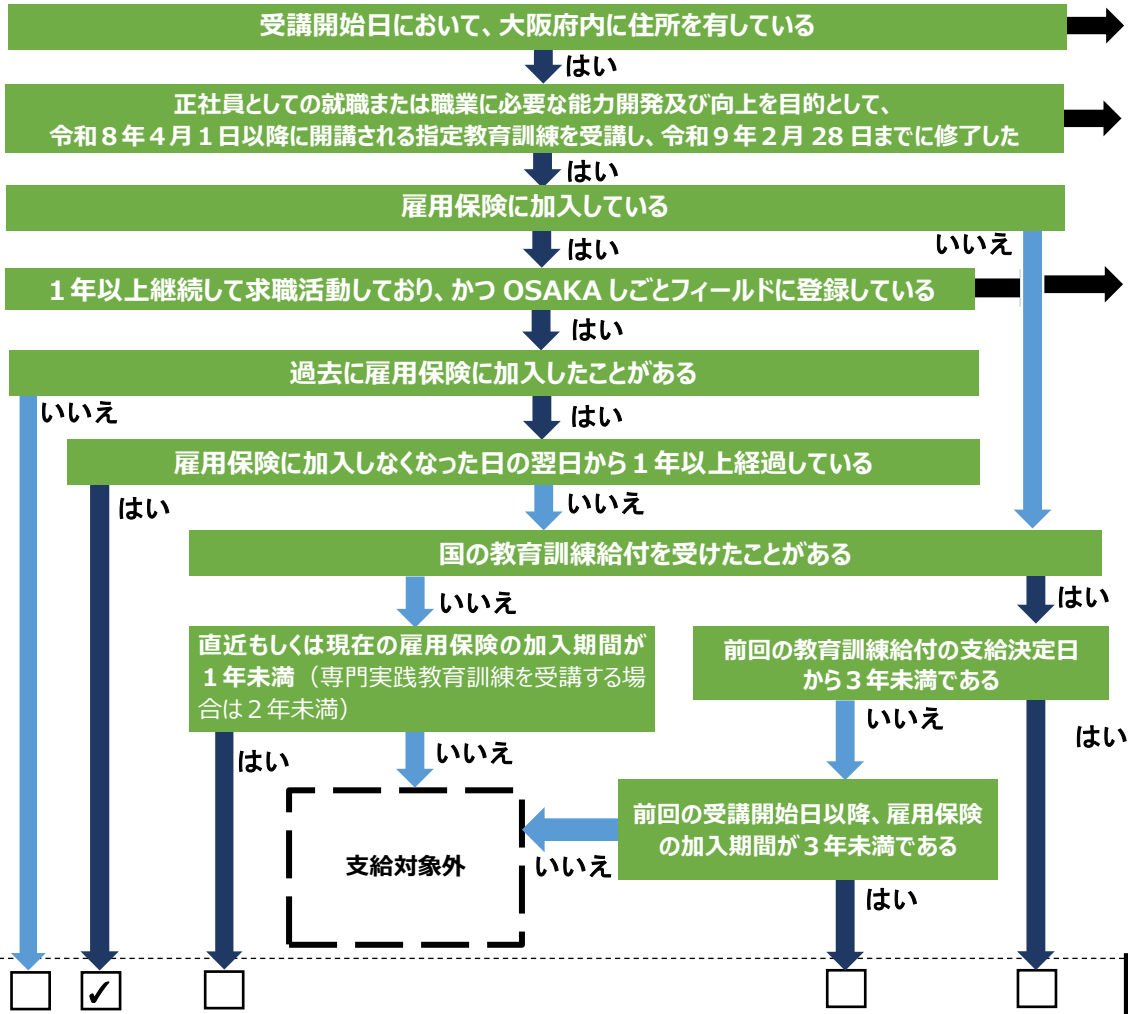 受講開始日において、大阪府内に住所を有している
はい
正社員としての就職または職業に必要な能力開発及び向上を目的として、
令和８年４月１日以降に開講される指定教育訓練を受講し、令和９年２月 28 日までに修了した
はい
雇用保険に加入している
はい
いいえ
１年以上継続して求職活動しており、かつ OSAKA しごとフィールドに登録している
はい
過去に雇用保険に加入したことがある
いいえ
はい
雇用保険に加入しなくなった日の翌日から１年以上経過している
はい
いいえ
国の教育訓練給付を受けたことがある
いいえ
はい
直近もしくは現在の雇用保険の加入期間が
１年未満（専門実践教育訓練を受講する場
合は２年未満）
前回の教育訓練給付の支給決定日
から３年未満である
はい
いいえ
いいえ
はい
支給対象外
前回の受講開始日以降、雇用保険
の加入期間が３年未満である
いいえ
はい
✓